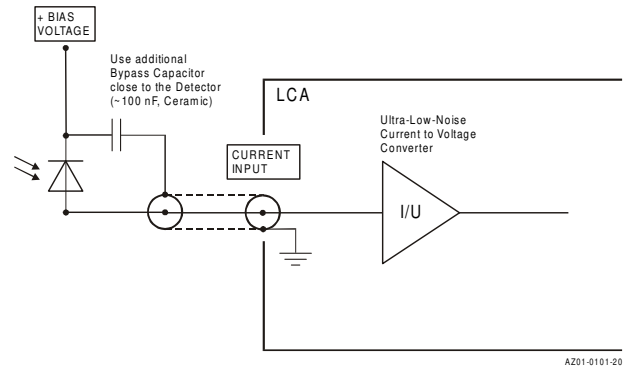 + BIAS
VOLTAGE
Use additional
Bypass Capacitor
close to the Detector
(~100 nF, Ceramic)
LCA
CURRENT
INPUT
Ultra-Low-Noise
Current to Voltage
Converter
I/U
AZ01-0101-20